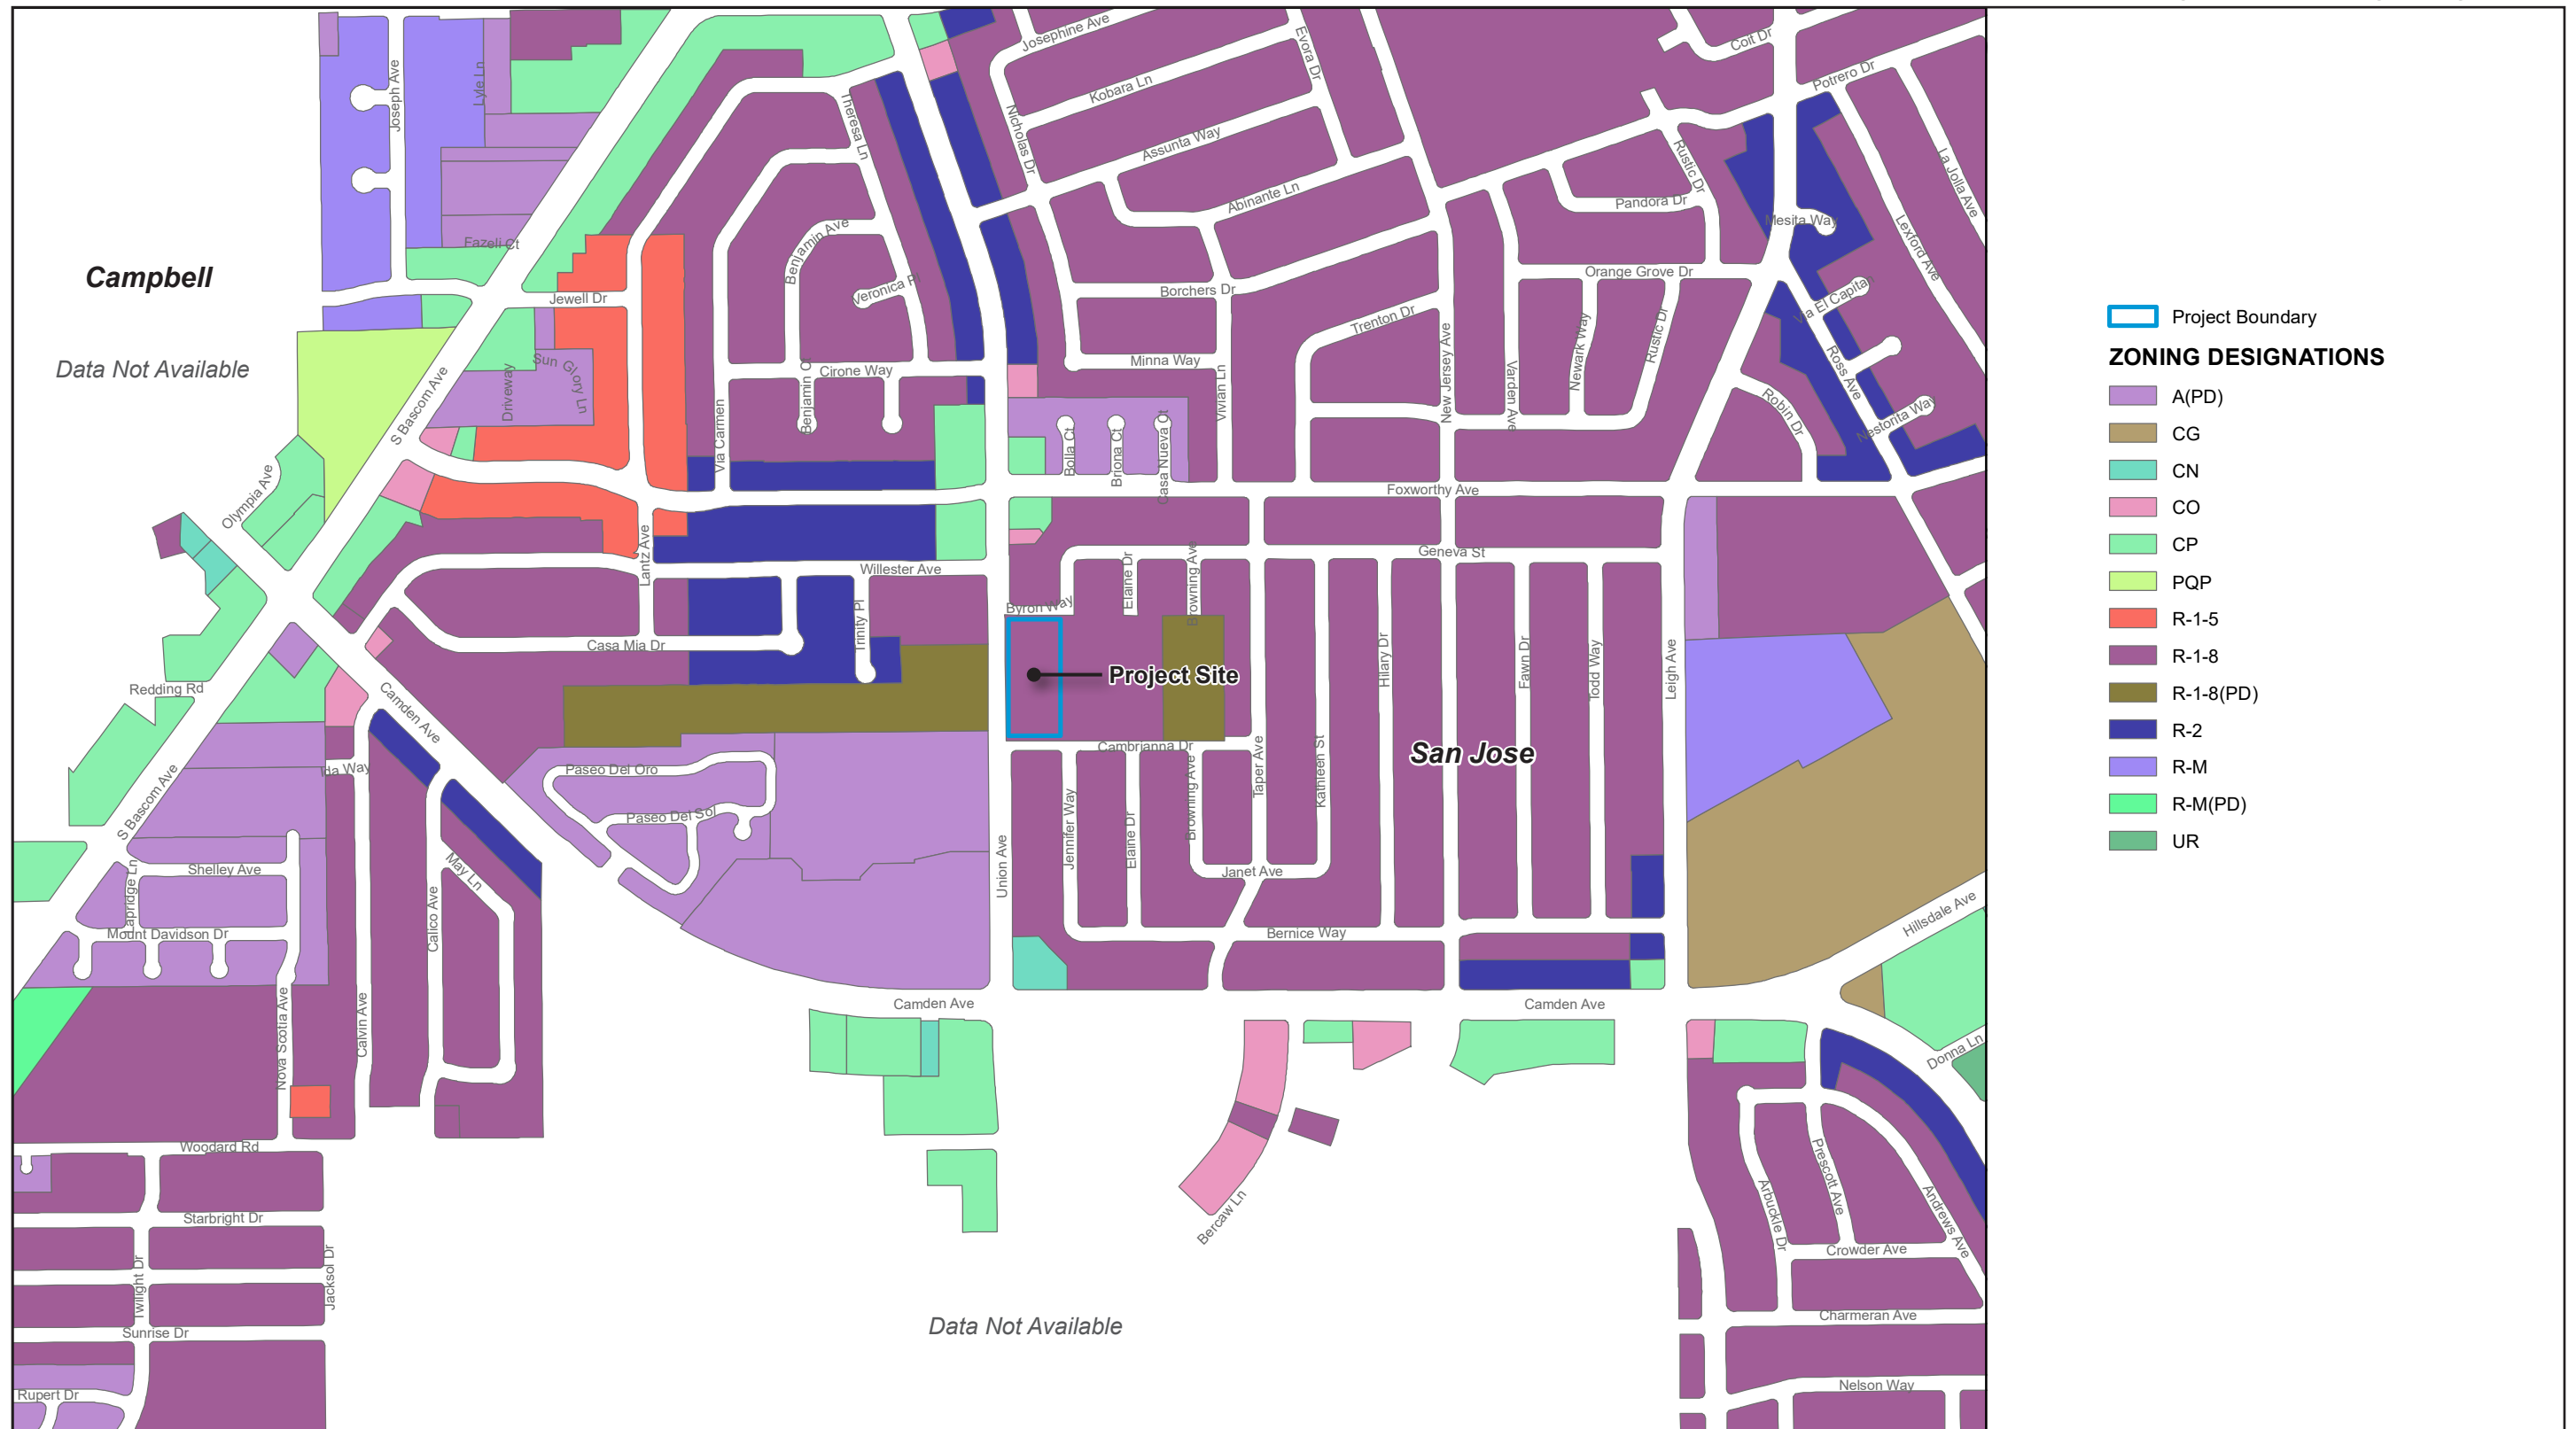 Josephine Ave
Evora Dr
Coit Dr
Kobara Ln
Potrero Dr
Joseph Ave
Lyle Ln
Theresa Ln
Nicholas Dr
Assunta Way
Rustic Dr
La Jolla Ave
Abinante Ln
Pandora Dr
Mesita Way
Lexford Ave
Fazeli Ct
Benjamin Ave
Campbell
Jewell Dr
Veronica Pl
Borchers Dr
Orange Grove Dr
Via El Capitan
Project Boundary
Trenton Dr
Newark Way
Rustic Dr
New Jersey Ave
ZONING DESIGNATIONS
Data Not Available
Sun Glory Ln
Driveway
S Bascom Ave
Cirone Way
Benjamin Ct
Minna Way
Vivian Ln
Varden Ave
Ross Ave
A(PD)
Robin Dr
Nestorita Way
CG
Via Carmen
Bolla Ct
Briona Ct
Casa Nueva Ct
CN
Olympia Ave
Foxworthy Ave
CO
Lantz Ave
Willester Ave
Geneva St
CP
Elaine Dr
Browning Ave
PQP
Byron Way
Trinity Pl
R-1-5
Casa Mia Dr
Project Site
Hilary Dr
Fawn Dr
Todd Way
Leigh Ave
R-1-8
Redding Rd
Camden Ave
R-1-8(PD)
R-2
Cambrianna Dr
San Jose
Ida Way
Paseo Del Oro
Taper Ave
Kathleen St
R-M
S Bascom Ave
Paseo Del Sol
Jennifer Way
Elaine Dr
Browning Ave
R-M(PD)
UR
Shelley Ave
May Ln
Union Ave
Janet Ave
Lapridge Ln
Calico Ave
Mount Davidson Dr
Bernice Way
Hillsdale Ave
Camden Ave
Camden Ave
Nova Scotia Ave
Calvin Ave
Donna Ln
Woodard Rd
Prescott Ave
Arbuckle Dr
Andrews Ave
Starbright Dr
Bercaw Ln
Crowder Ave
Twilight Dr
Jacksol Dr
Charmeran Ave
Sunrise Dr
Data Not Available
Nelson Way
Rupert Dr